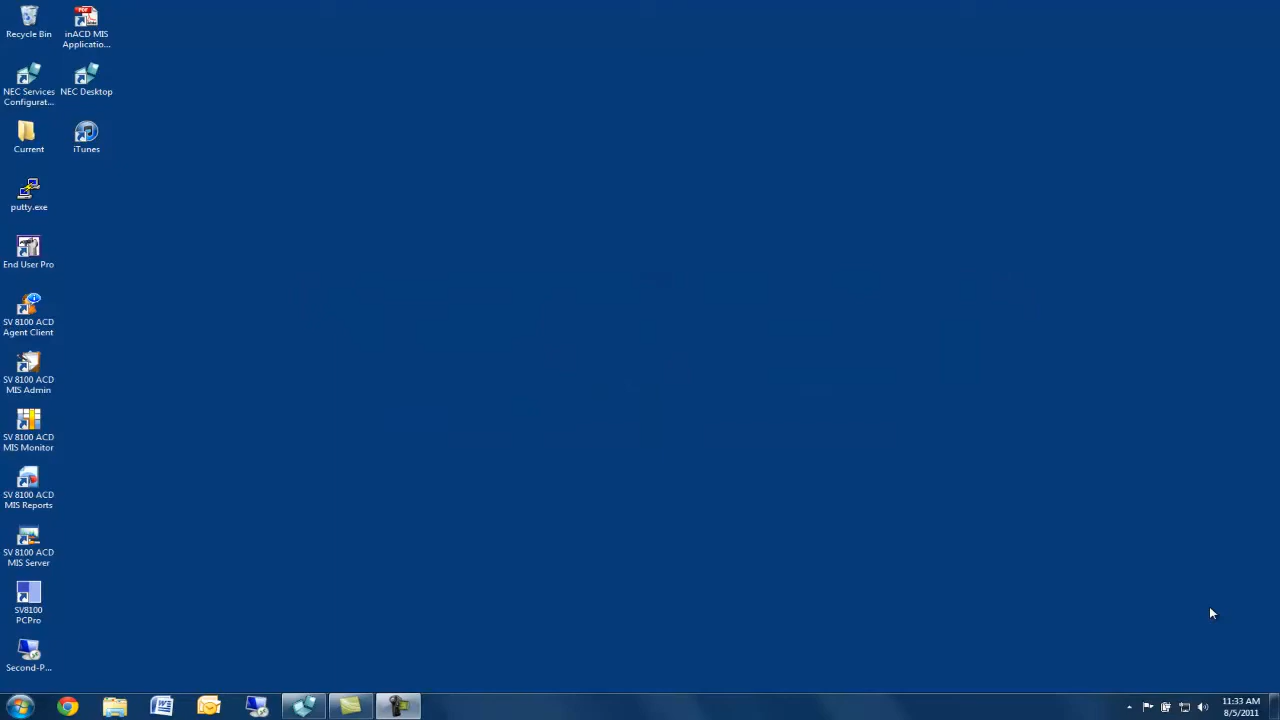 Recycle Bin
inACD MIS
Applicatio...
NEC Services
Configurat...
NEC Desktop
Current
iTunes
putty.exe
End User Pro
SV 8100 ACD
Agent Client
SV 8100 ACD
MIS Admin
SV 8100 ACD
MIS Monitor
SV 8100 ACD
MIS Reports
SV 8100 ACD
MIS Server
SV8100
PCPro
Second-P...
11:33 AM
8/5/2011